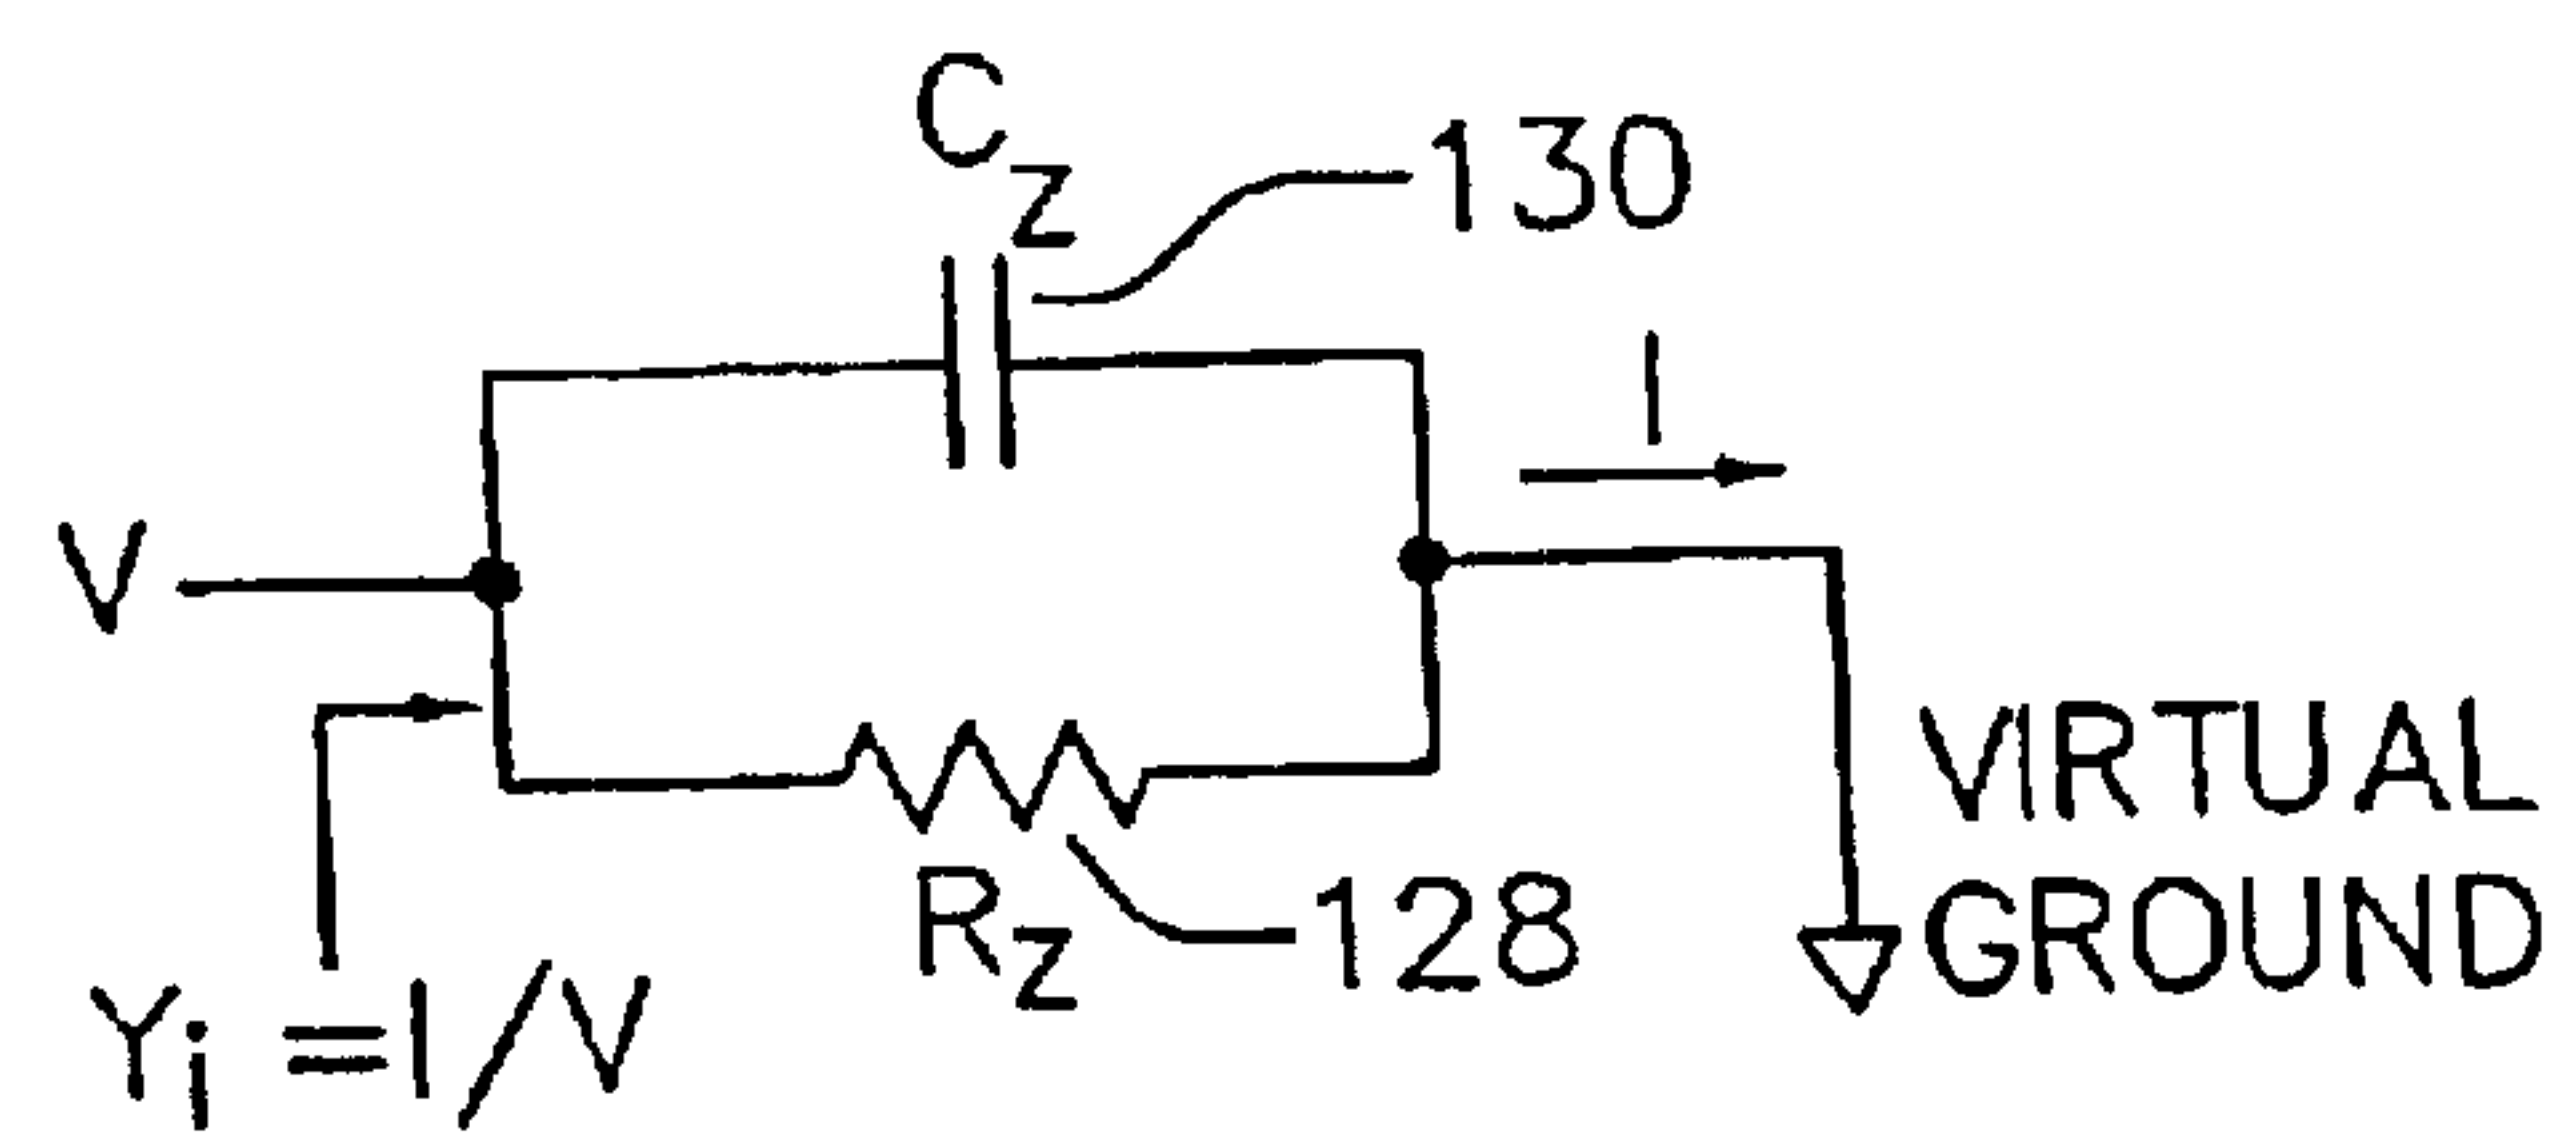 C_Z
130
I
V
VIRTUAL
GROUND
R_Z
128
Y_i = I/V